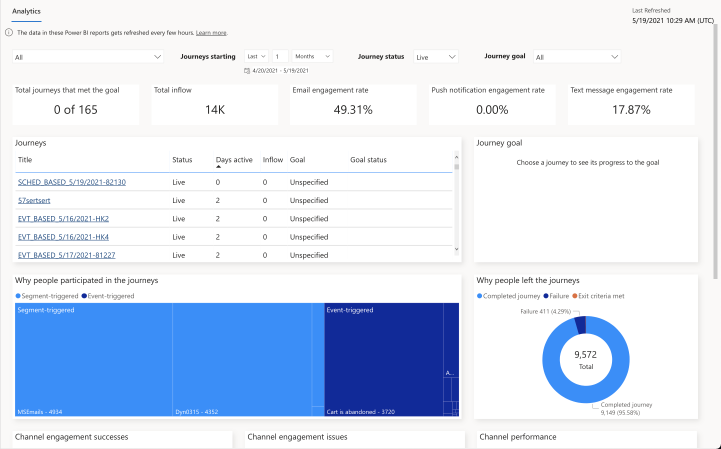 Analytics
Last Refreshed
5/19/2021 10:29 AM (UTC)
The data in these Power BI reports gets refreshed every few hours. Learn more.
All
Journeys starting
Last
1
Months
Journey status
Live
Journey goal
All
4/20/2021 - 5/19/2021
Total journeys that met the goal
0 of 165
Total inflow
14K
Email engagement rate
49.31%
Push notification engagement rate
0.00%
Text message engagement rate
17.87%
Journeys
Title Status Days active Inflow Goal Goal status
SCHED_BASED_5/19/2021-82130 Live 0 0 Unspecified
57sertsert Live 2 0 Unspecified
EVT_BASED_5/16/2021-HK2 Live 2 0 Unspecified
EVT_BASED_5/16/2021-HK4 Live 2 0 Unspecified
EVT_BASED_5/17/2021-81227 Live 2 0 Unspecified
Journey goal
Choose a journey to see its progress to the goal
Why people participated in the journeys
Segment-triggered Event-triggered
Segment-triggered
Event-triggered
A...
MSEmails - 4934
Dyn0315 - 4352
Cart is abandoned - 3720
Why people left the journeys
Completed journey Failure Exit criteria met
Failure 411 (4.29%)
9,572
Total
Completed journey
9,149 (95.58%)
Channel engagement successes
Channel engagement issues
Channel performance